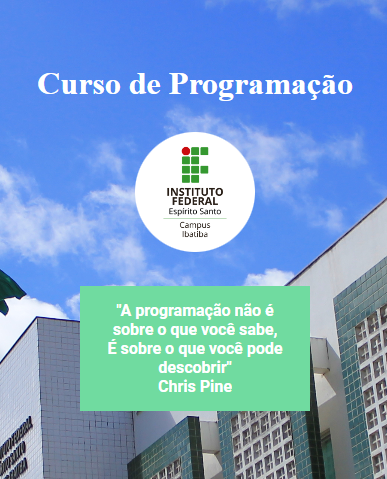 Curso de Programação
INSTITUTO
FEDERAL
Espírito Santo
Campus
Ibatiba
"A programação não é
sobre o que você sabe,
É sobre o que você pode
descobrir"
Chris Pine